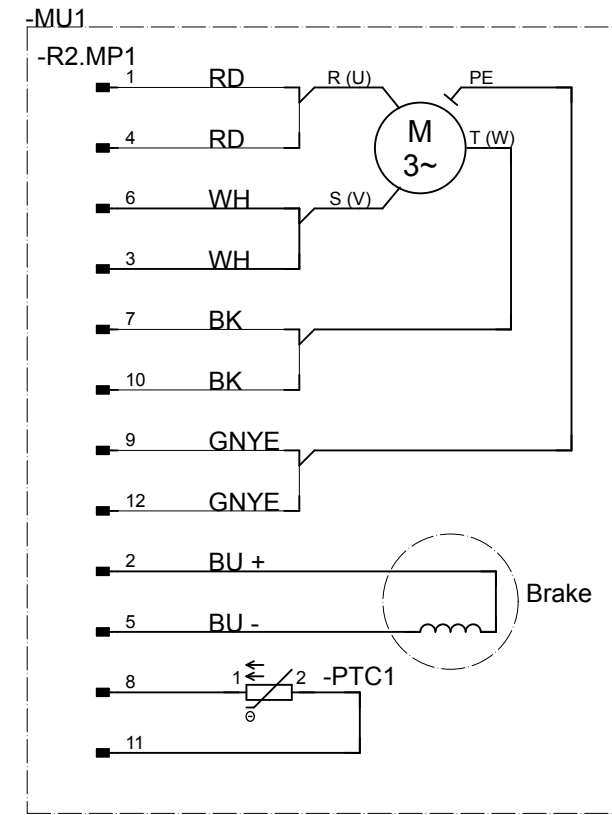 -MU1
-R2.MP1
1 RD R (U) PE
4 RD M 3~ T (W)
6 WH S (V)
3 WH
7 BK
10 BK
9 GNYE
12 GNYE
2 BU +
Brake
5 BU -
8 1 2 -PTC1
Θ
11